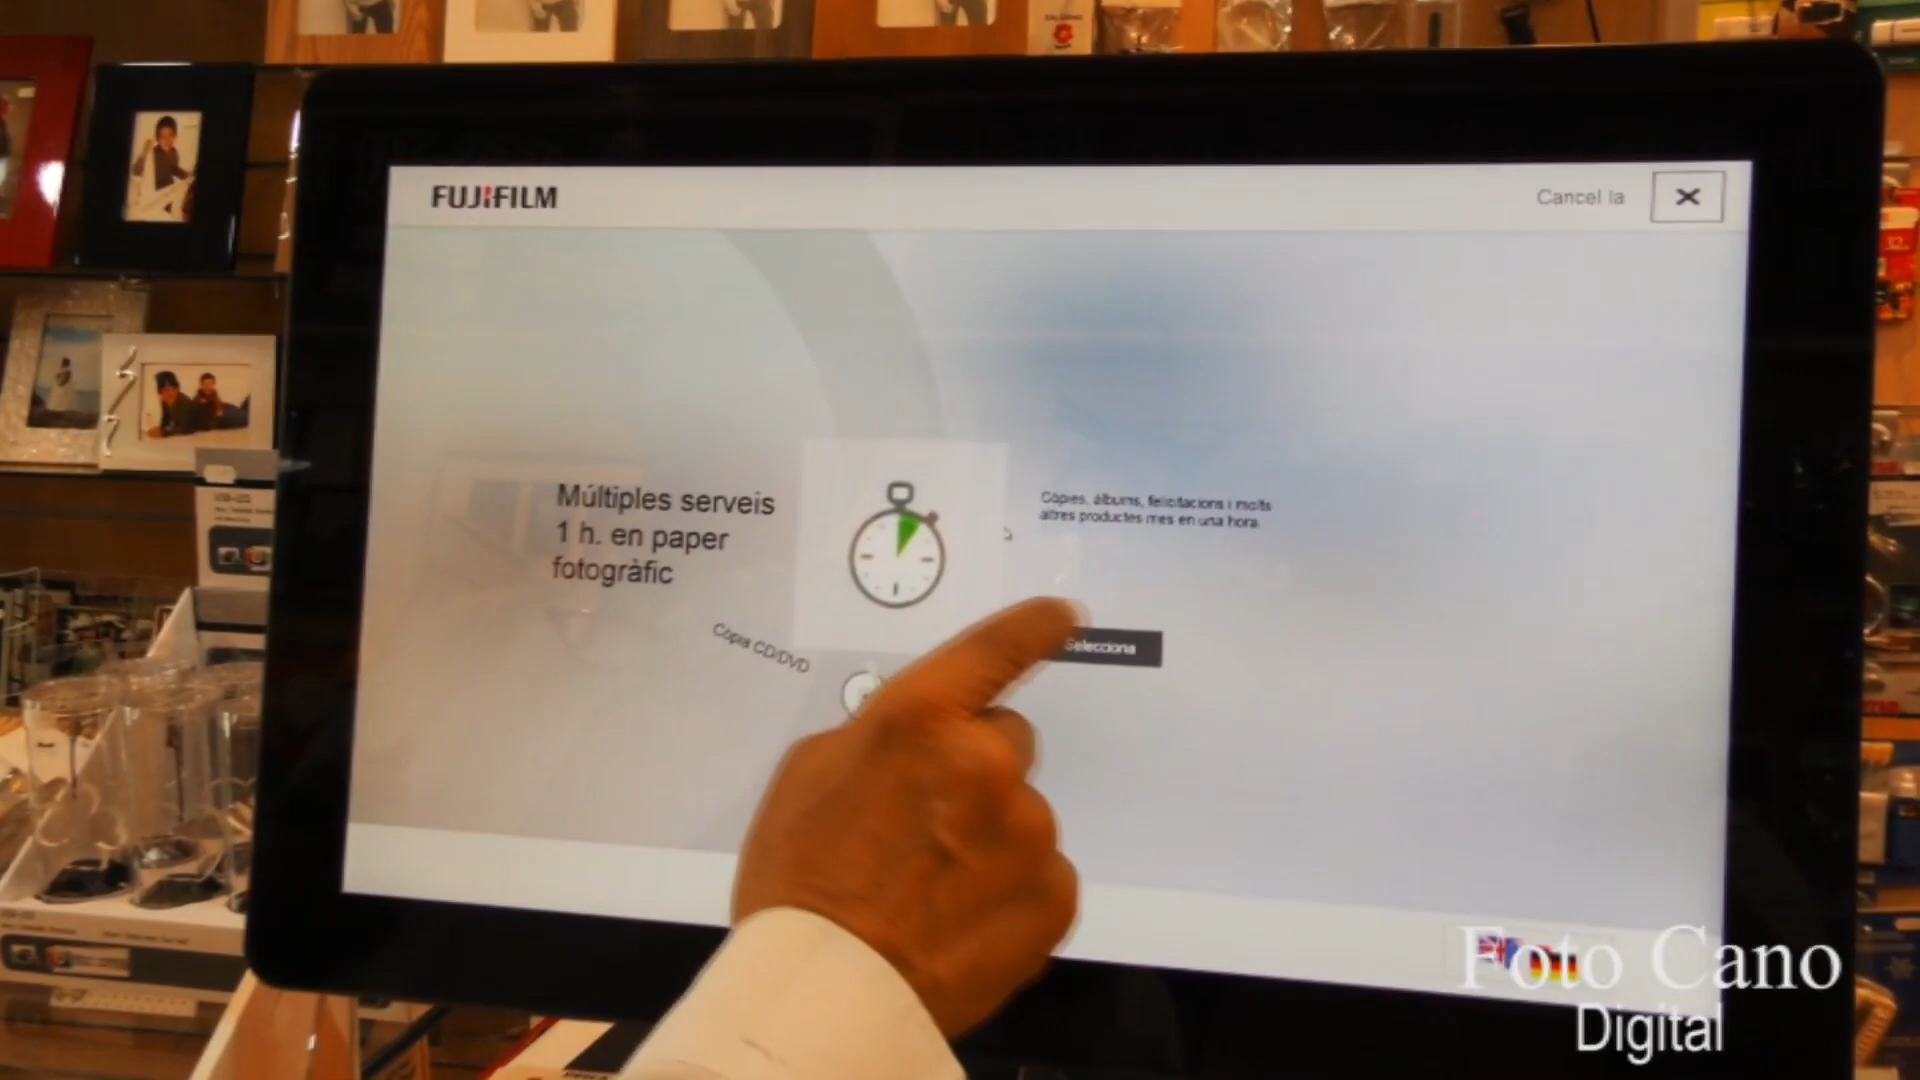 FUJIFILM
Cancel la
Múltiples serveis
1 h. en paper
fotogràfic
Còpies, àlbums, felicitacions i molts
altres productes mes en una hora
Selecciona
Còpia CD/DVD
Foto Cano
Digital